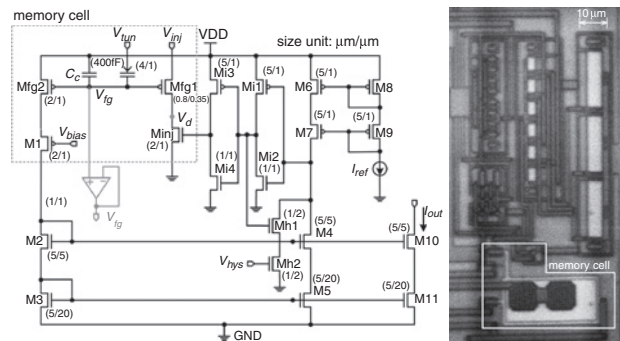 memory cell
V_tun
V_inj
VDD
size unit: μm/μm
10 μm
(400fF)
(4/1)
(5/1)
Mi3
(5/1)
Mi1
(5/1)
M6
(5/1)
M8
Mfg2
C_c
(2/1)
V_fg
Mfg1
(0.8/0.35)
V_d
Min
(2/1)
(5/1)
M7
(5/1)
M9
M1
V_bias
(2/1)
(1/1)
Mi4
Mi2
(1/1)
I_ref
V_fg
(1/1)
(1/2)
Mh1
(5/5)
M4
I_out
(5/5)
M10
M2
(5/5)
V_hys
Mh2
(1/2)
(5/20)
M5
(5/20)
M11
M3
(5/20)
GND
memory cell